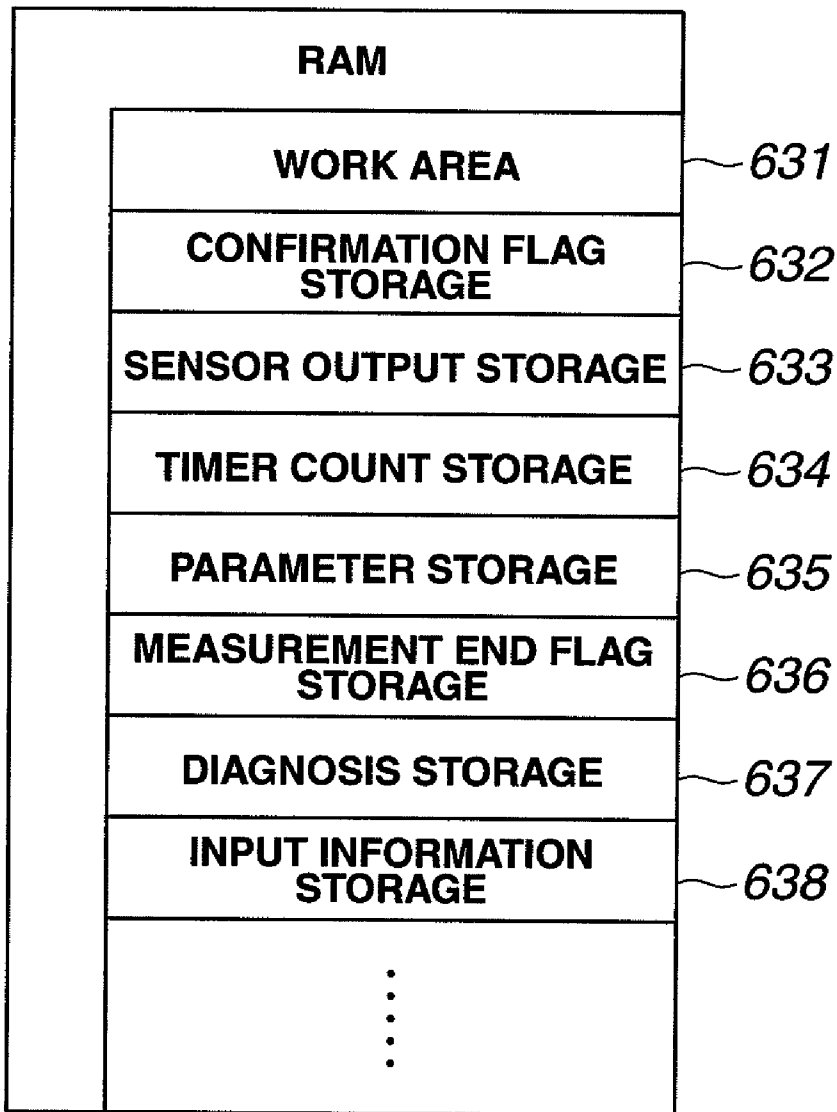 RAM
WORK AREA
631
CONFIRMATION FLAG
STORAGE
632
SENSOR OUTPUT STORAGE
633
TIMER COUNT STORAGE
634
PARAMETER STORAGE
635
MEASUREMENT END FLAG
STORAGE
636
DIAGNOSIS STORAGE
637
INPUT INFORMATION
STORAGE
638